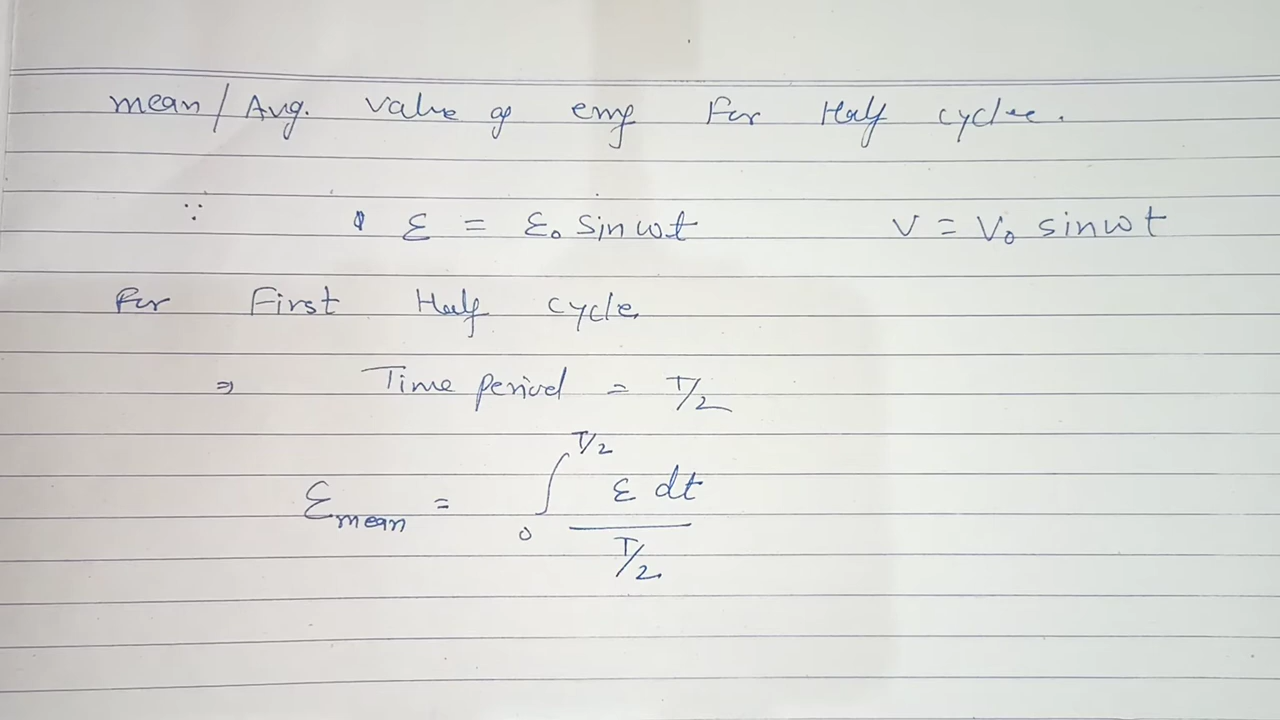 mean/Avg. value of emf For Half cycle.
∵ ε = ε₀ sin ωt V = V₀ sin ωt
For First Half cycle
⇒ Time period = T/2
ε_mean = ∫₀^(T/2) ε dt / T/2